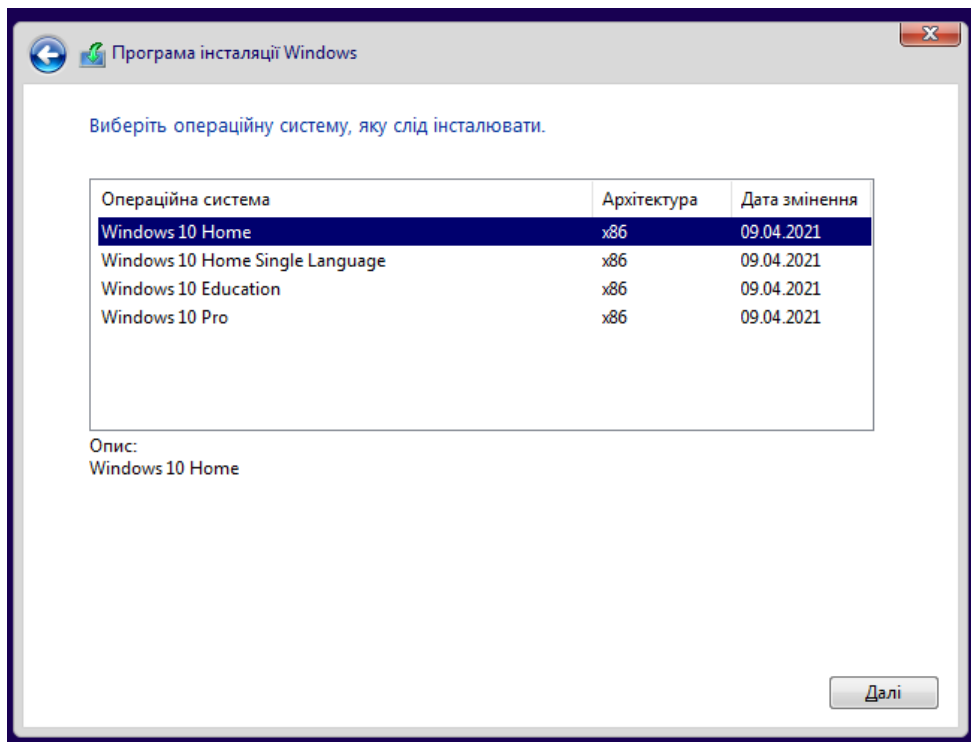 Програма інсталяції Windows
Виберіть операційну систему, яку слід інсталювати.
Операційна система Архітектура Дата змінення
Windows 10 Home x86 09.04.2021
Windows 10 Home Single Language x86 09.04.2021
Windows 10 Education x86 09.04.2021
Windows 10 Pro x86 09.04.2021
Опис:
Windows 10 Home
Далі